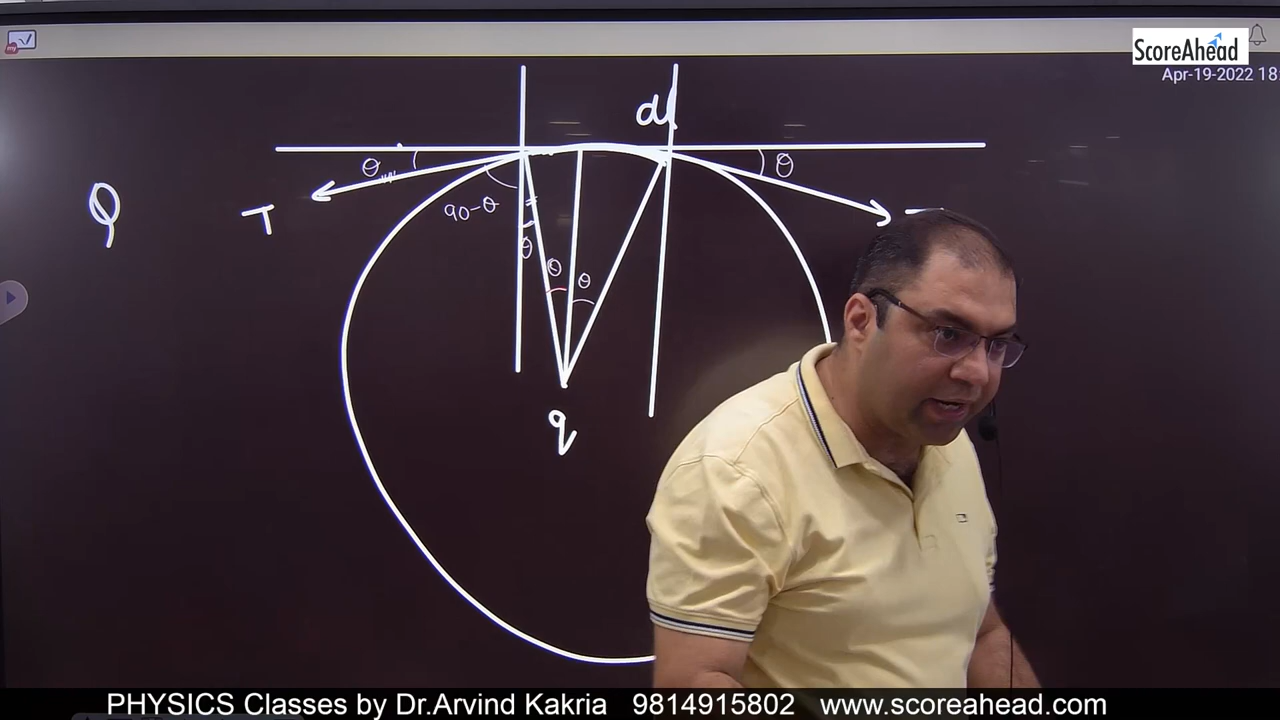 ScoreAhead
Apr-19-2022 18:
dl
θ
θ
T
90-θ
Q
θ
θ
θ
q
PHYSICS Classes by Dr.Arvind Kakria 9814915802 www.scoreahead.com